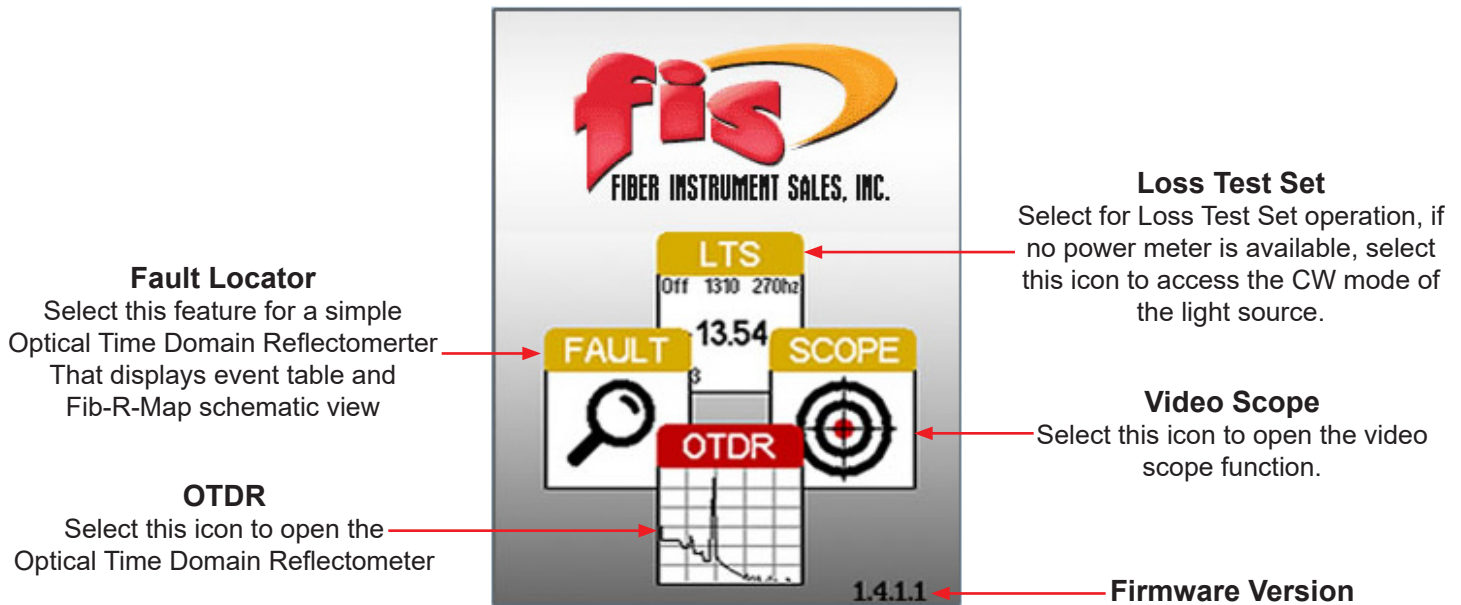 fis
FIBER INSTRUMENT SALES, INC.
LTS
Off 1310 270hz
-13.54
FAULT
SCOPE
OTDR
1.4.1.1
Fault Locator
Select this feature for a simple
Optical Time Domain Reflectomerter
That displays event table and
Fib-R-Map schematic view
OTDR
Select this icon to open the
Optical Time Domain Reflectometer
Loss Test Set
Select for Loss Test Set operation, if
no power meter is available, select
this icon to access the CW mode of
the light source.
Video Scope
Select this icon to open the video
scope function.
Firmware Version